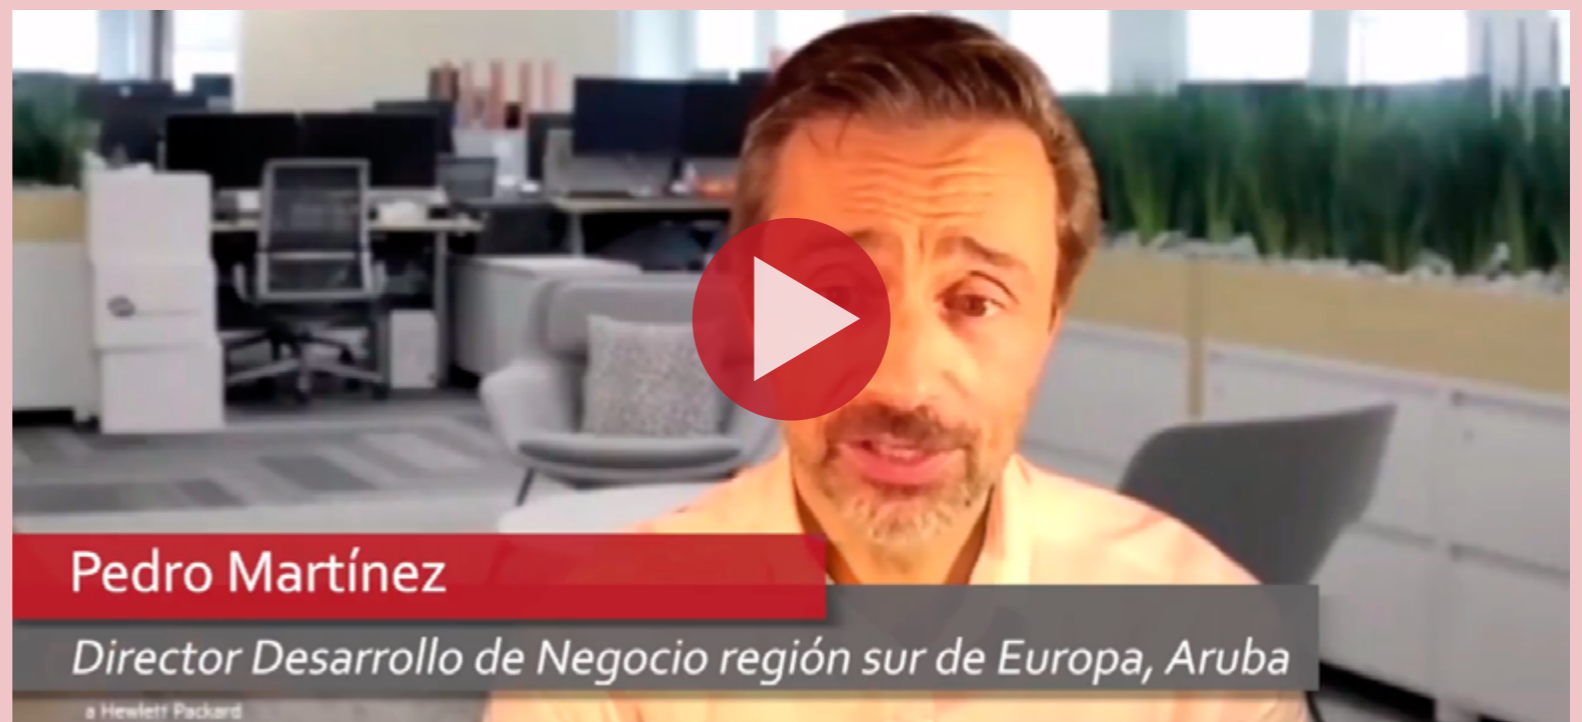 Pedro Martínez
Director Desarrollo de Negocio región sur de Europa, Aruba
a Hewlett Packard